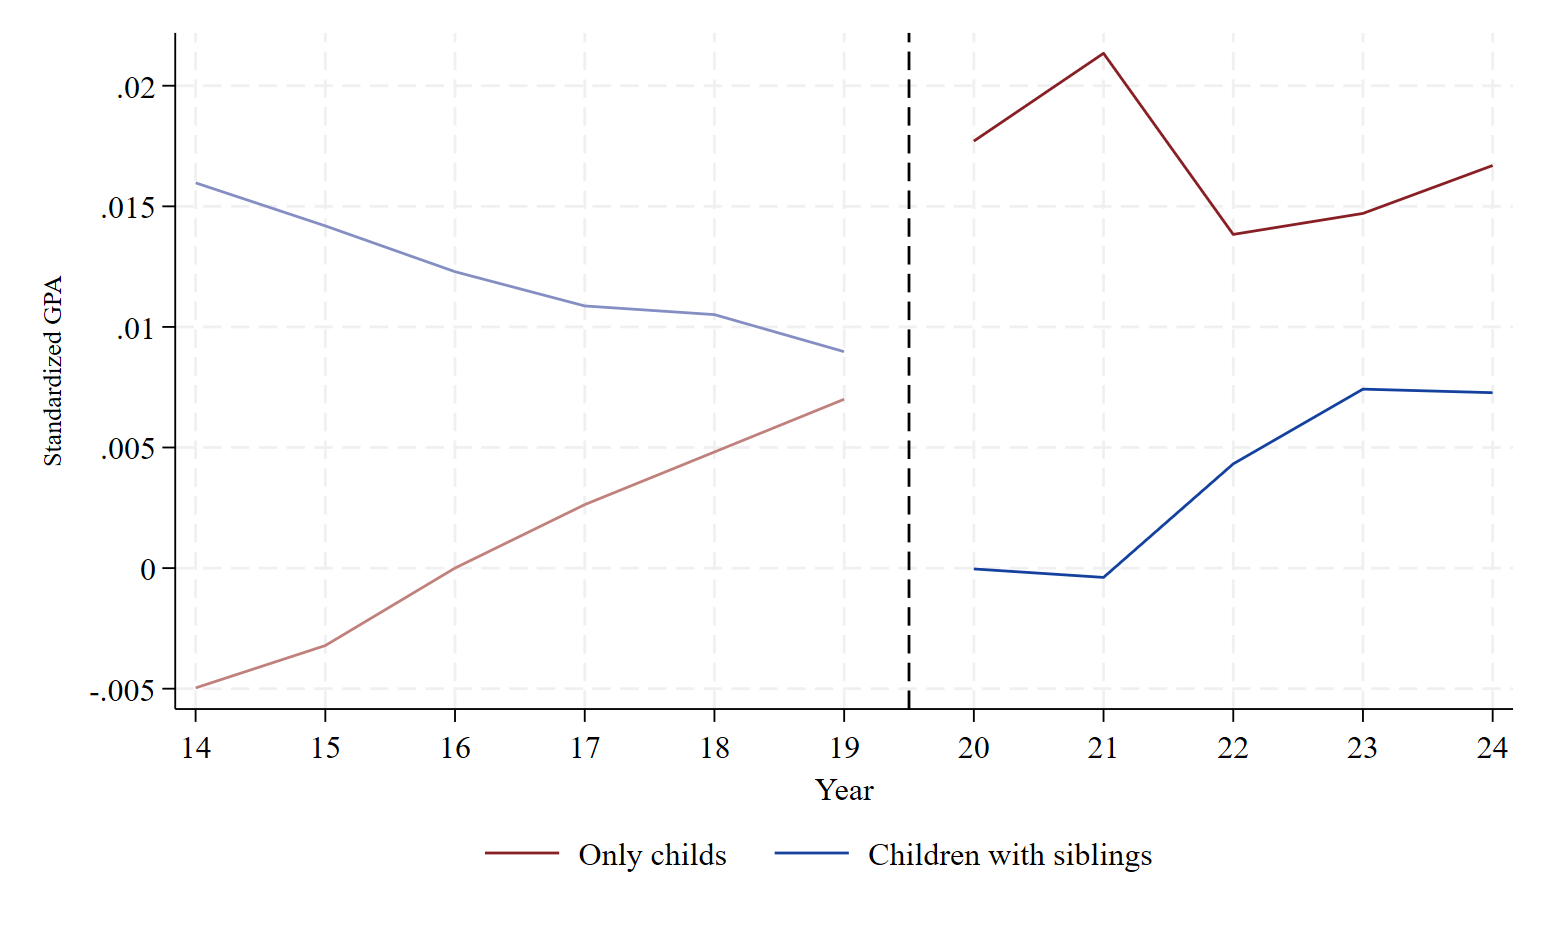 Standardized GPA
.02
.015
.01
.005
0
-.005
14 15 16 17 18 19 20 21 22 23 24
Year
Only childs Children with siblings